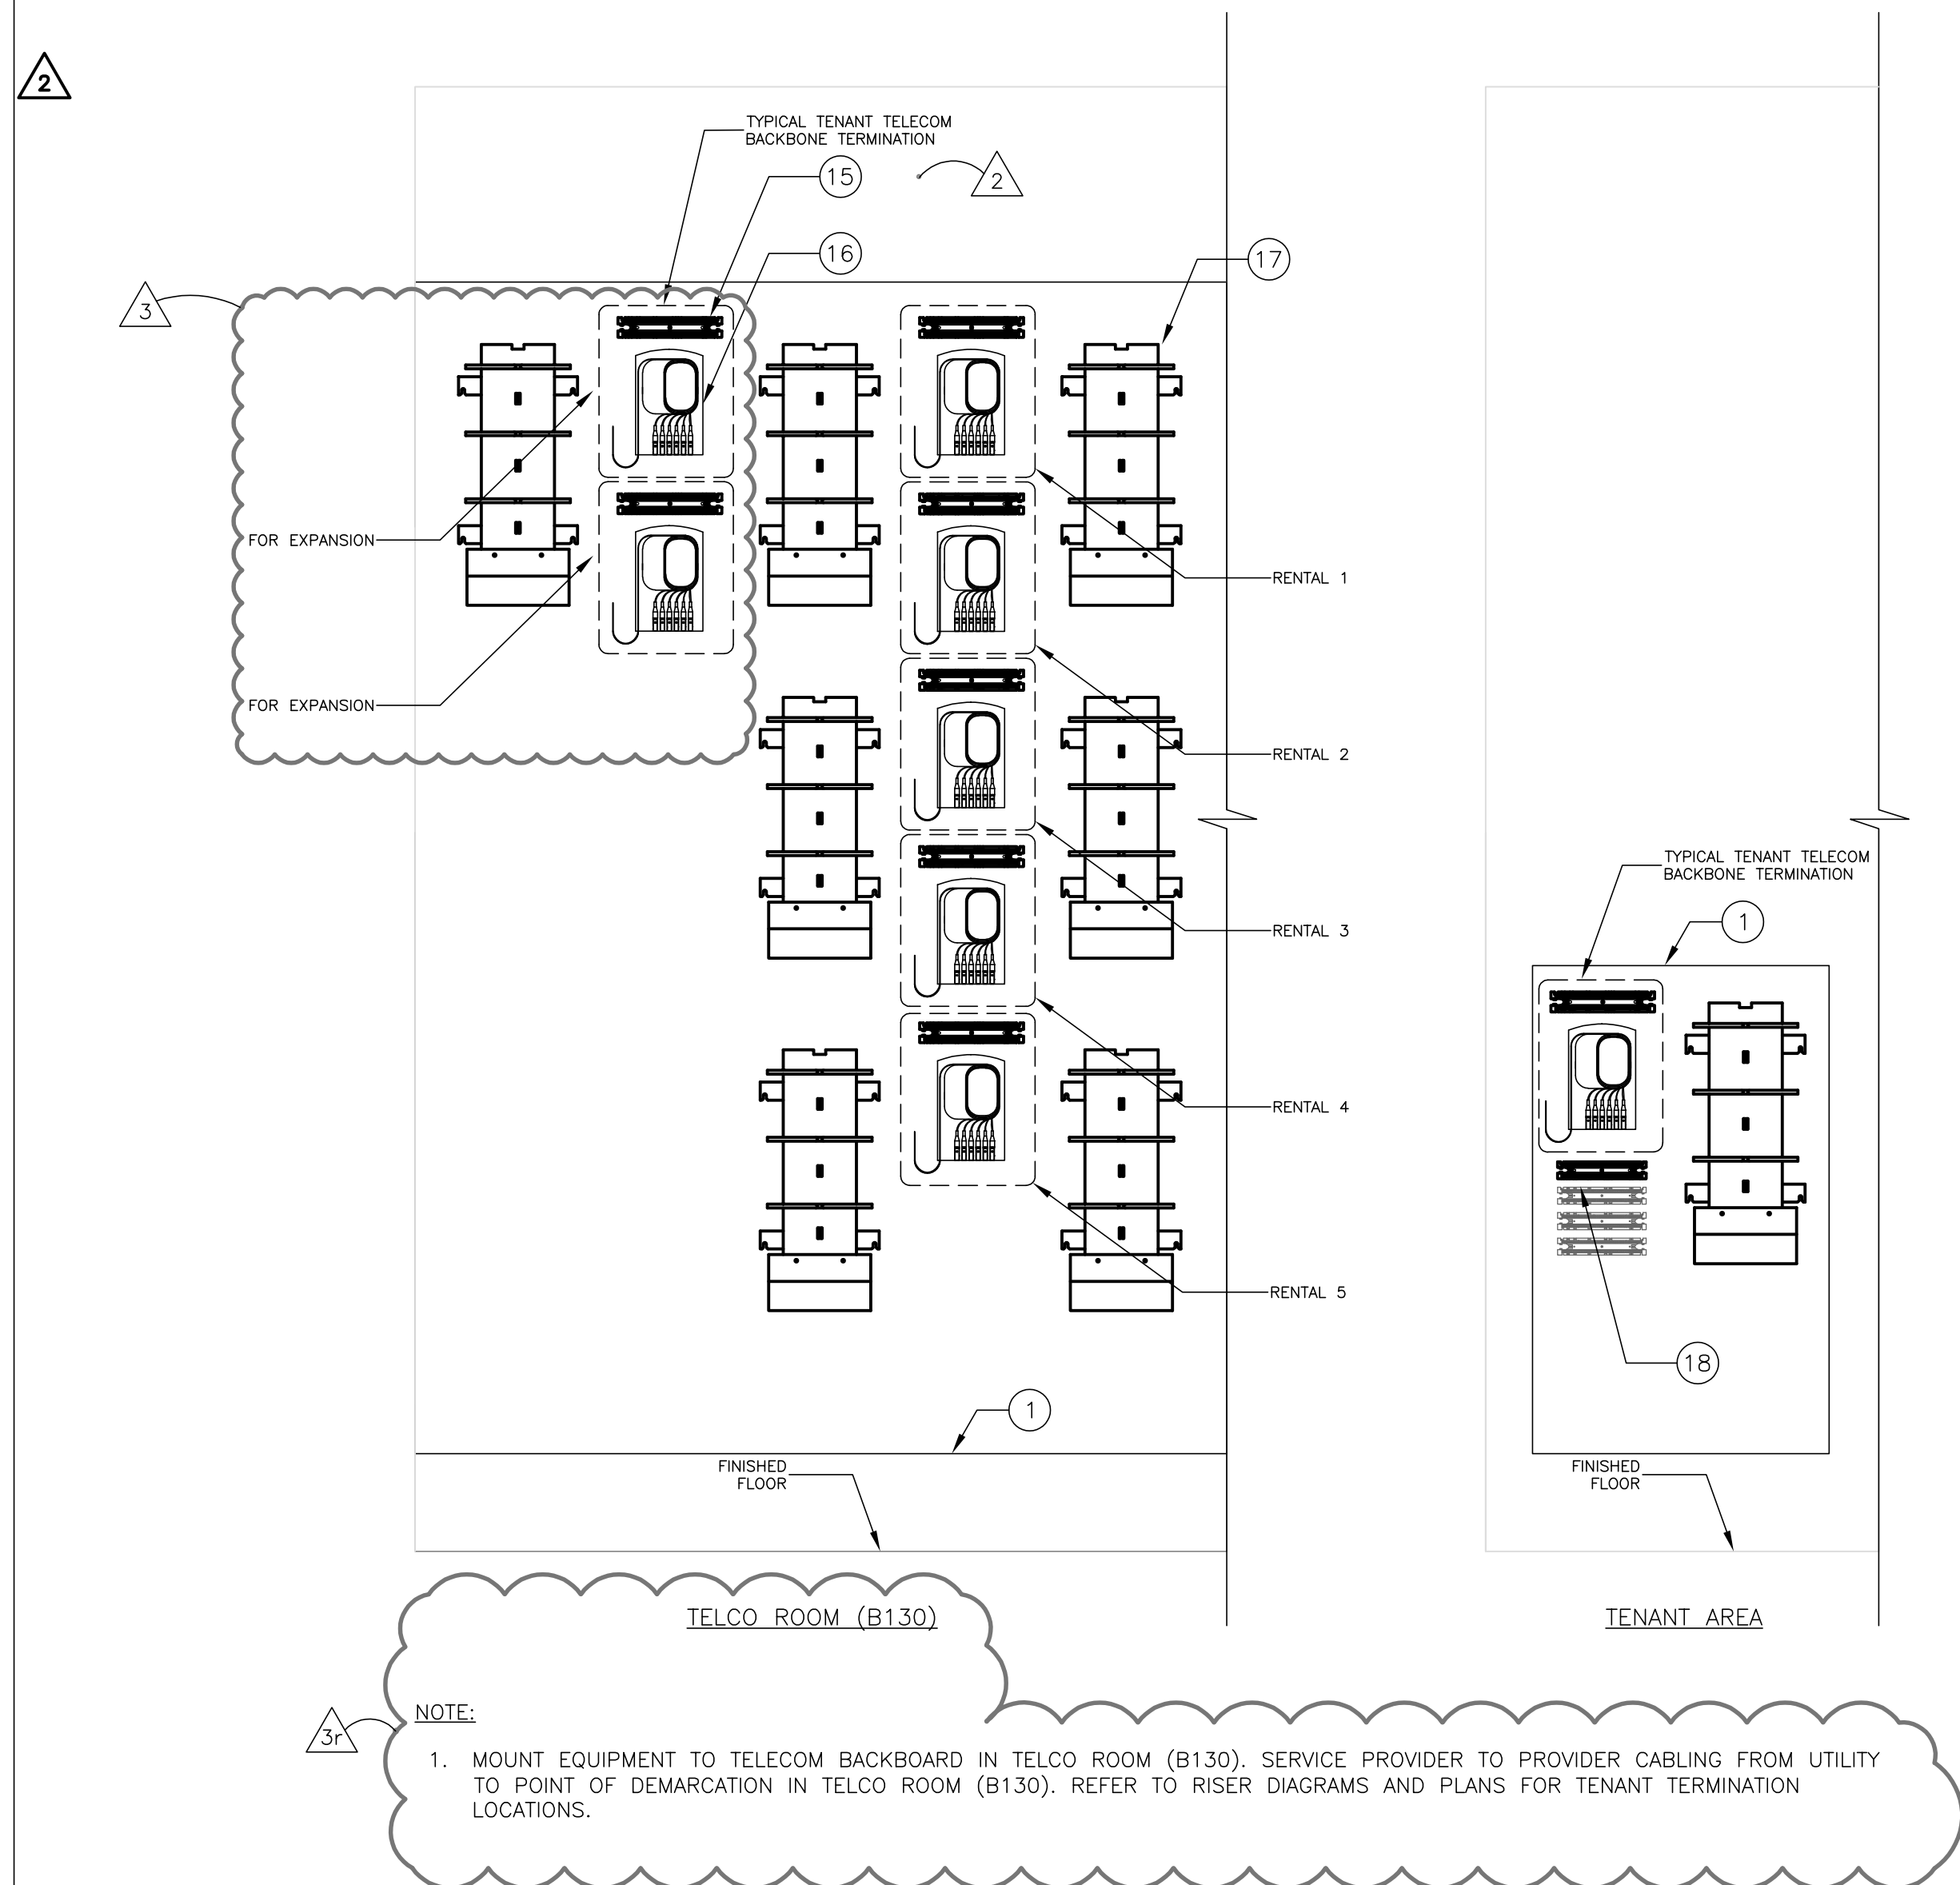 2
TYPICAL TENANT TELECOM
BACKBONE TERMINATION
15
2
16
17
3
FOR EXPANSION
RENTAL 1
FOR EXPANSION
RENTAL 2
TYPICAL TENANT TELECOM
BACKBONE TERMINATION
1
RENTAL 3
RENTAL 4
RENTAL 5
18
1
FINISHED
FLOOR
FINISHED
FLOOR
TELCO ROOM (B130)
TENANT AREA
3r
NOTE:
1. MOUNT EQUIPMENT TO TELECOM BACKBOARD IN TELCO ROOM (B130). SERVICE PROVIDER TO PROVIDER CABLING FROM UTILITY
TO POINT OF DEMARCATION IN TELCO ROOM (B130). REFER TO RISER DIAGRAMS AND PLANS FOR TENANT TERMINATION
LOCATIONS.